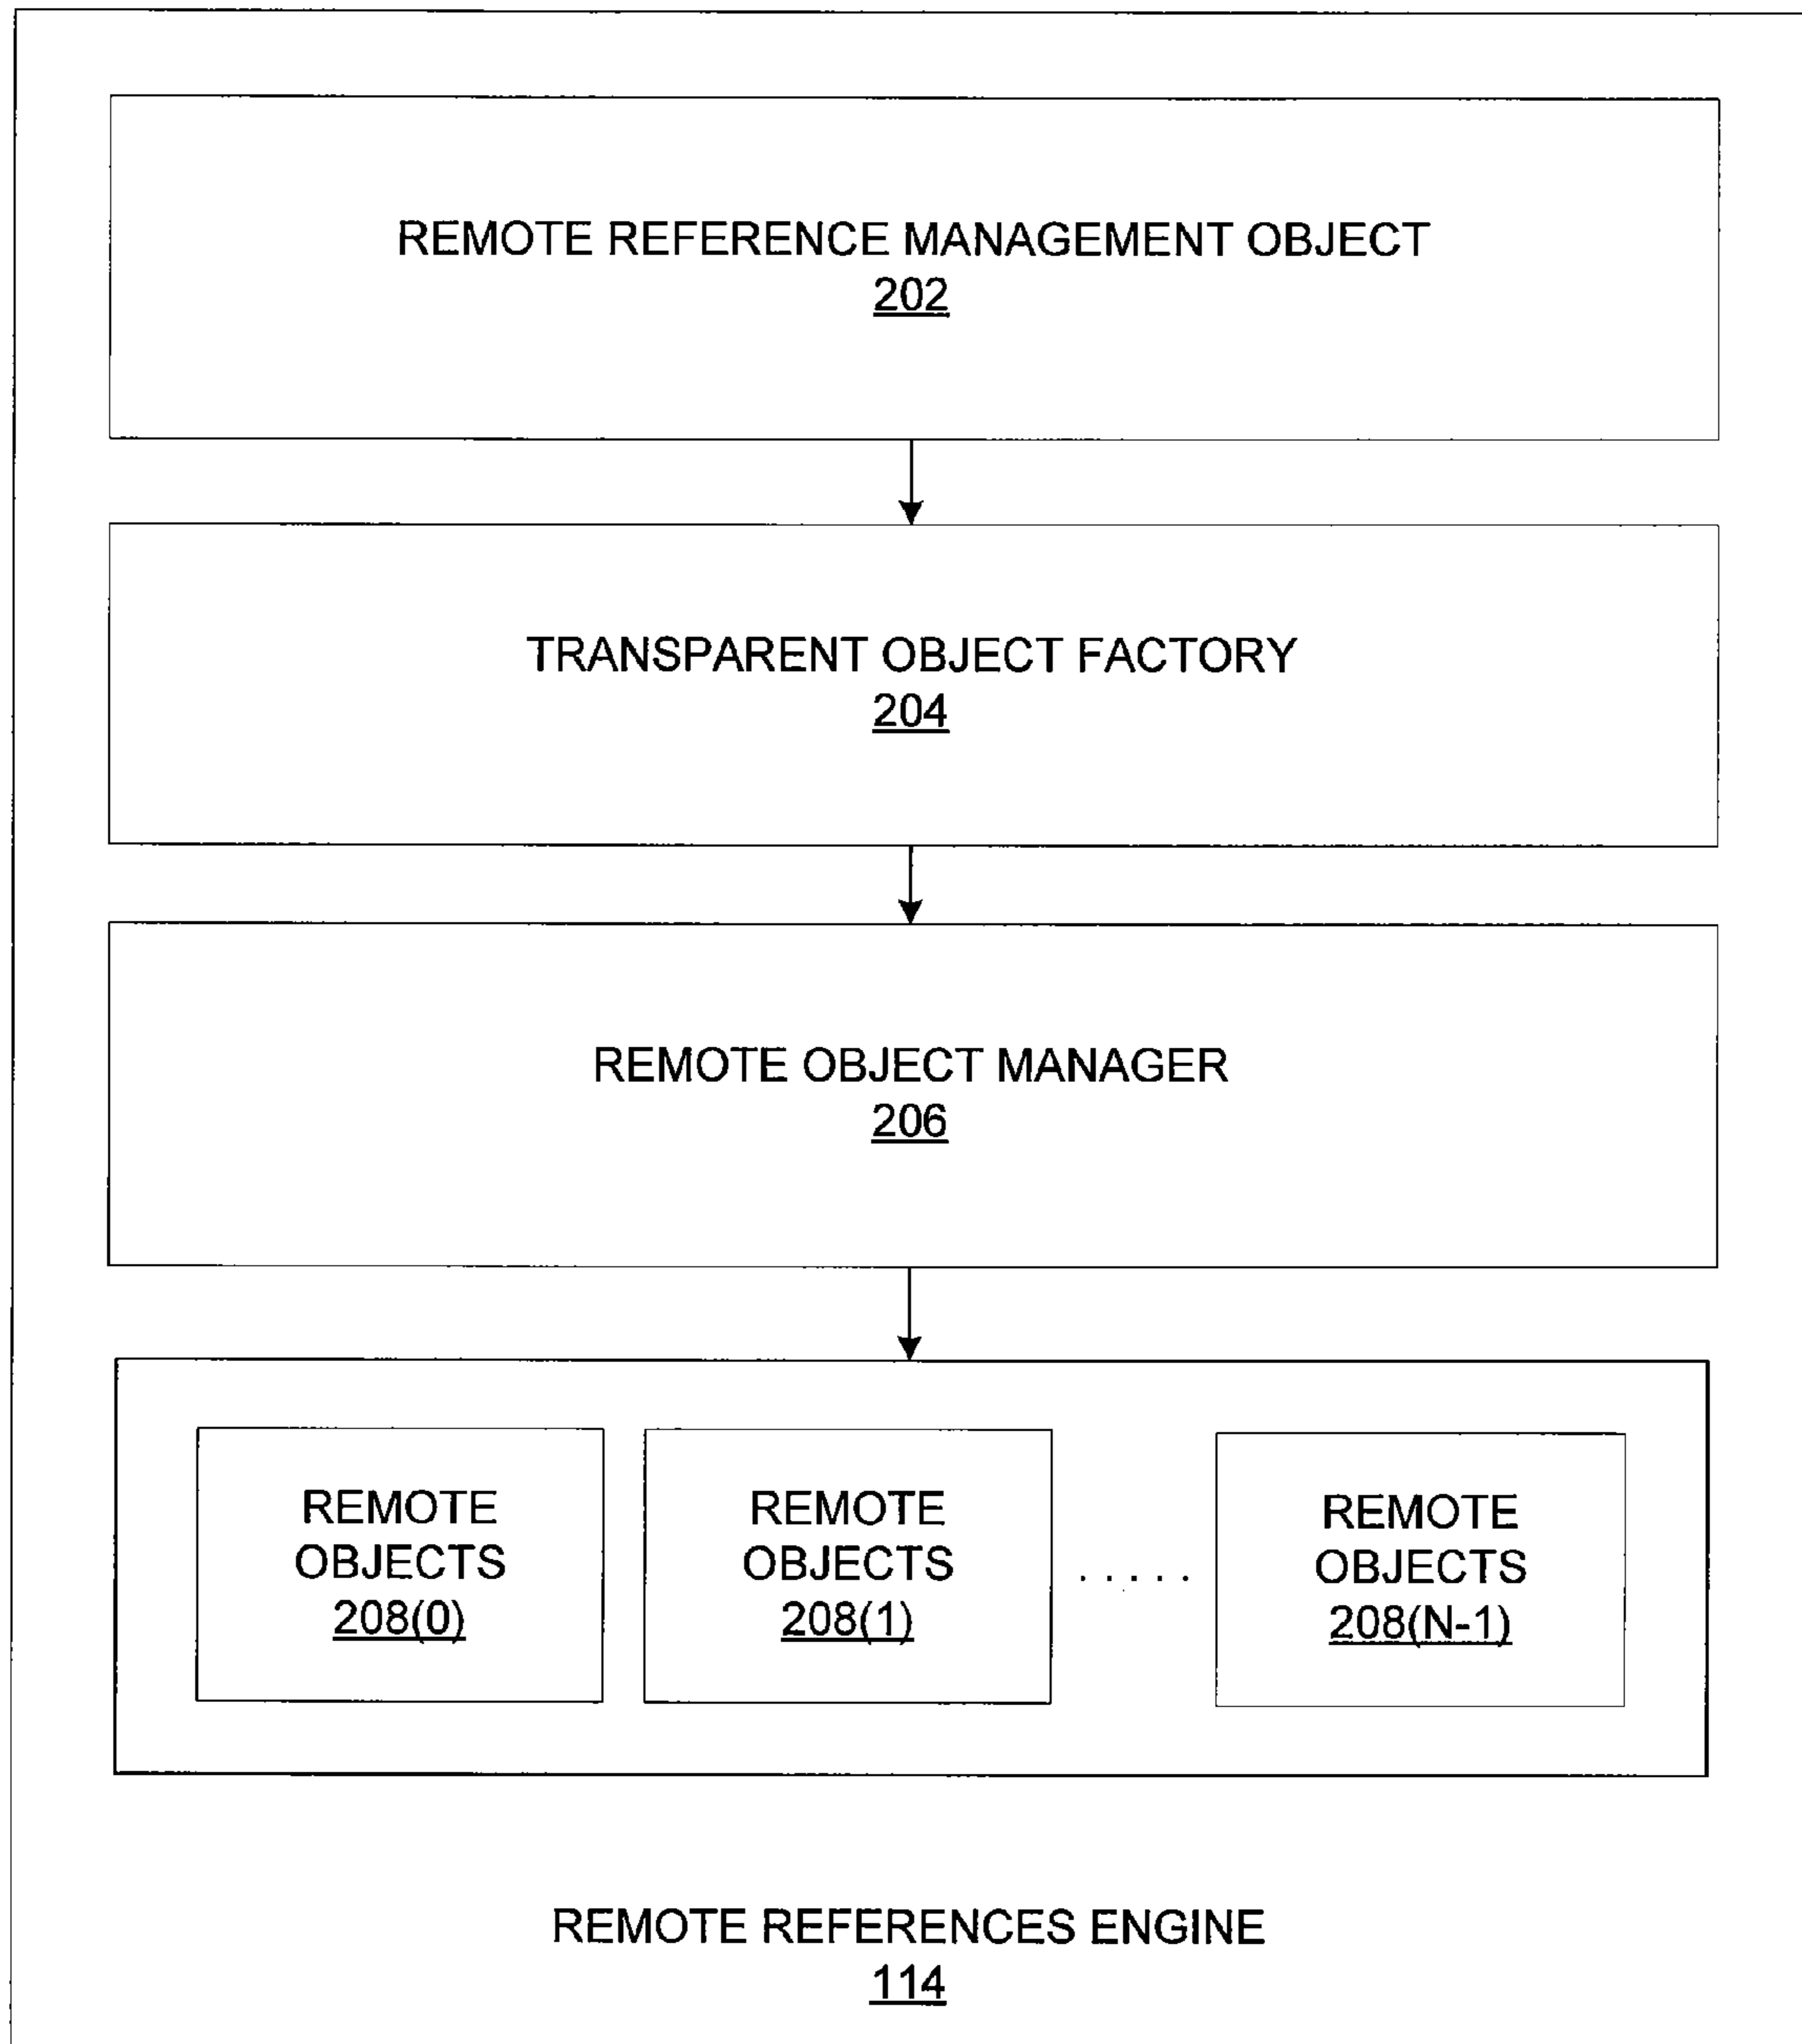 REMOTE REFERENCE MANAGEMENT OBJECT
202
TRANSPARENT OBJECT FACTORY
204
REMOTE OBJECT MANAGER
206
REMOTE
OBJECTS
208(0)
REMOTE
OBJECTS
208(1)
.....
REMOTE
OBJECTS
208(N-1)
REMOTE REFERENCES ENGINE
114